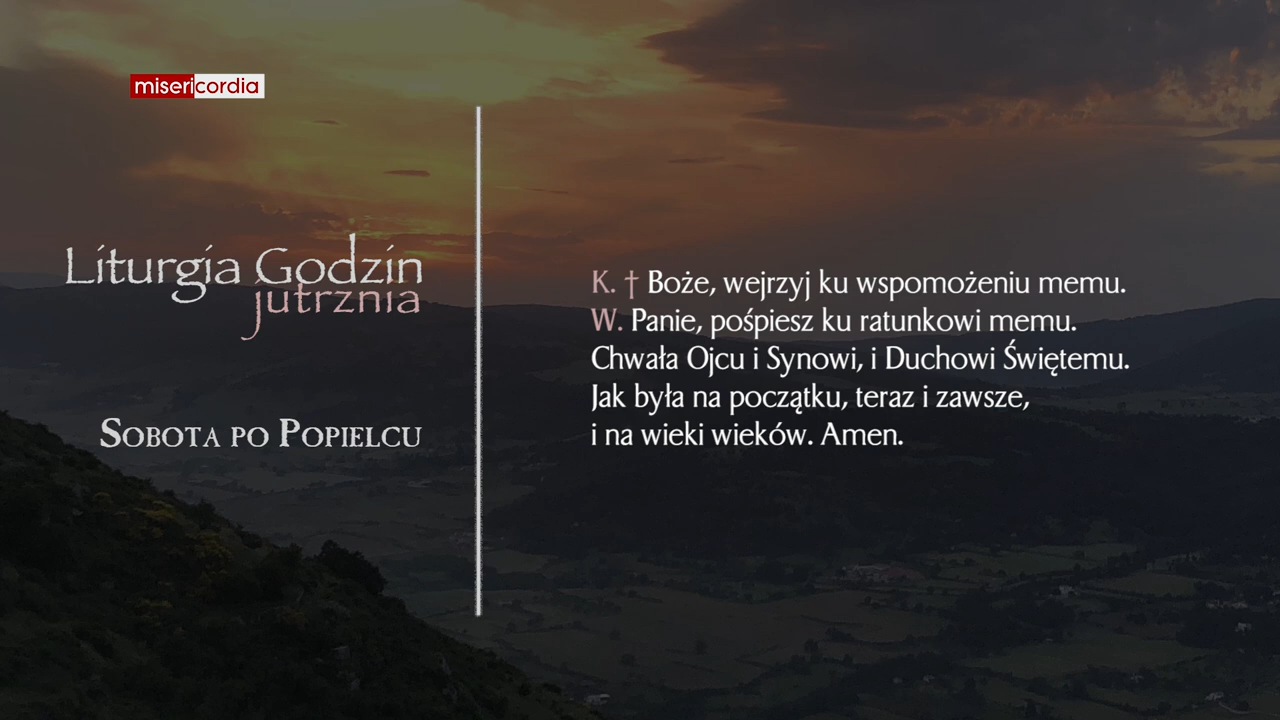 misericordia
Liturgia Godzin
jutrznia
Sobota po Popielcu
K. † Boże, wejrzyj ku wspomożeniu memu.
W. Panie, pośpiesz ku ratunkowi memu.
Chwała Ojcu i Synowi, i Duchowi Świętemu.
Jak była na początku, teraz i zawsze,
i na wieki wieków. Amen.